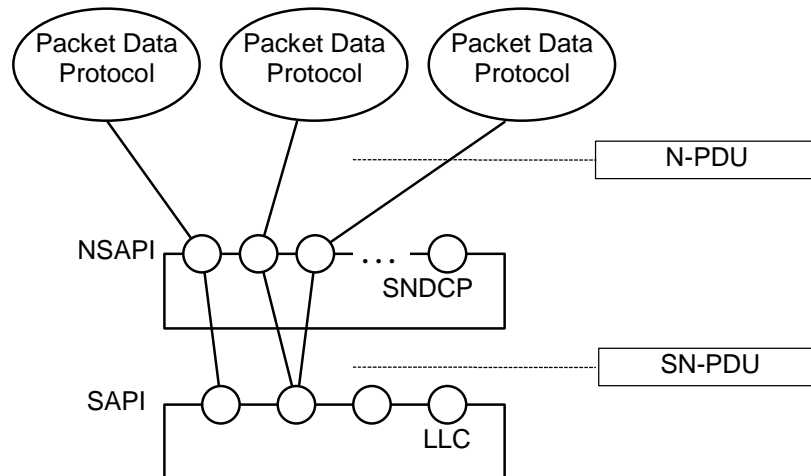 Packet Data
Protocol
Packet Data
Protocol
Packet Data
Protocol
N-PDU
NSAPI
...
SNDCP
SN-PDU
SAPI
LLC